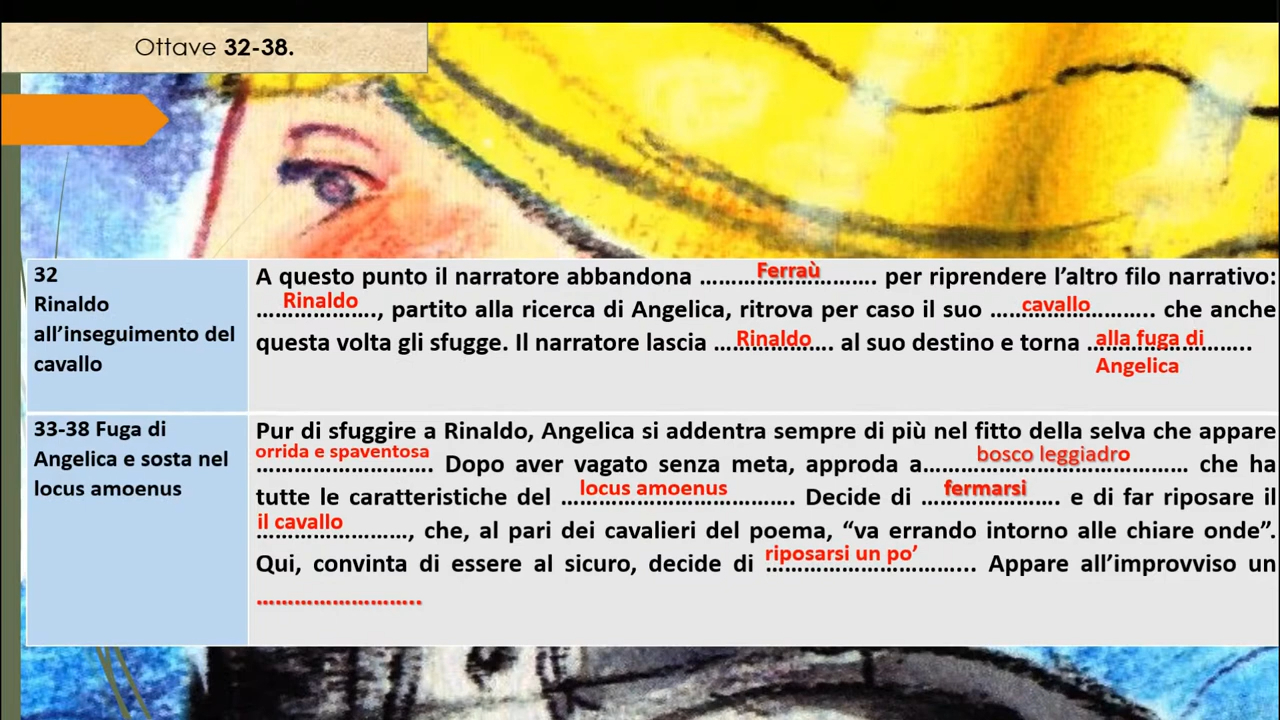 Ottave 32-38.
32
Rinaldo
all’inseguimento del
cavallo
A questo punto il narratore abbandona …Ferraù…. per riprendere l’altro filo narrativo:
…Rinaldo…., partito alla ricerca di Angelica, ritrova per caso il suo …cavallo….. che anche
questa volta gli sfugge. Il narratore lascia …Rinaldo…. al suo destino e torna …alla fuga di…..
Angelica
33-38 Fuga di
Angelica e sosta nel
locus amoenus
Pur di sfuggire a Rinaldo, Angelica si addentra sempre di più nel fitto della selva che appare
orrida e spaventosa
………………………. Dopo aver vagato senza meta, approda a…bosco leggiadro… che ha
tutte le caratteristiche del …locus amoenus…. Decide di …fermarsi…. e di far riposare il
il cavallo
……………………, che, al pari dei cavalieri del poema, “va errando intorno alle chiare onde”.
Qui, convinta di essere al sicuro, decide di …riposarsi un po’…... Appare all’improvviso un
……………………..